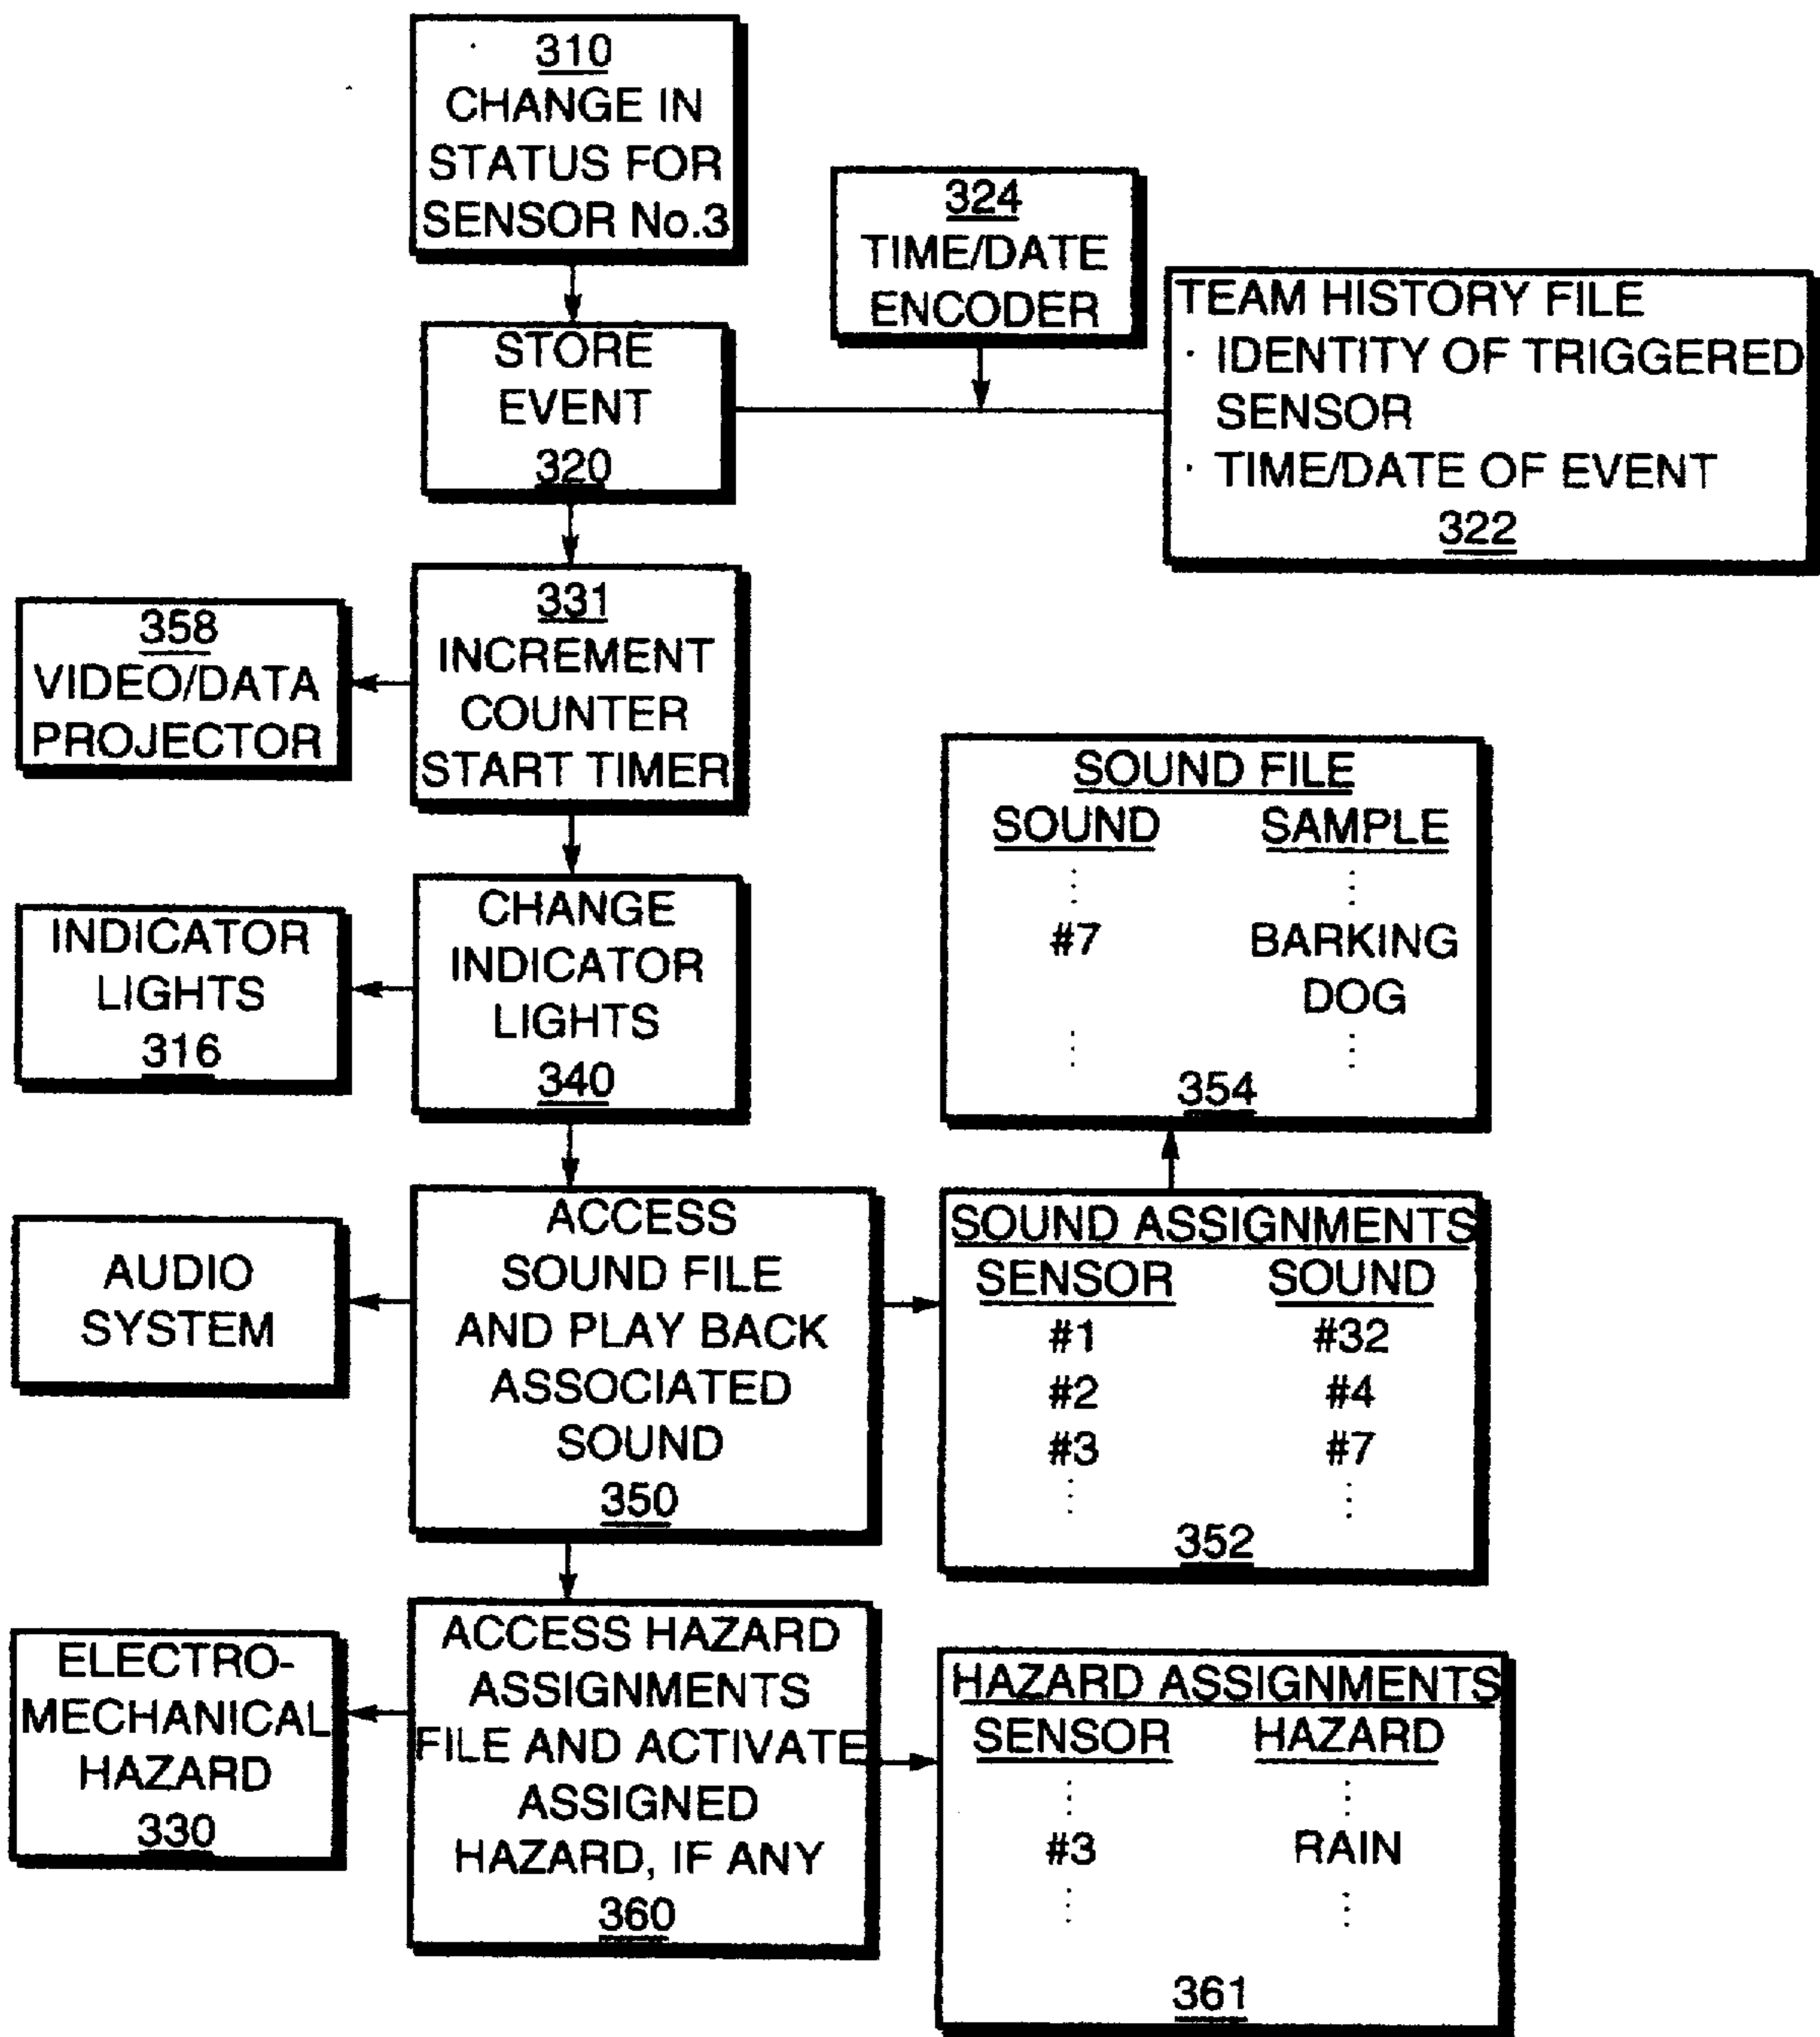 310
CHANGE IN
STATUS FOR
SENSOR No.3
324
TIME/DATE
ENCODER
STORE
EVENT
320
TEAM HISTORY FILE
· IDENTITY OF TRIGGERED
SENSOR
· TIME/DATE OF EVENT
322
358
VIDEO/DATA
PROJECTOR
331
INCREMENT
COUNTER
START TIMER
INDICATOR
LIGHTS
316
CHANGE
INDICATOR
LIGHTS
340
SOUND FILE
SOUND SAMPLE
#7 BARKING
DOG
354
AUDIO
SYSTEM
ACCESS
SOUND FILE
AND PLAY BACK
ASSOCIATED
SOUND
350
SOUND ASSIGNMENTS
SENSOR SOUND
#1 #32
#2 #4
#3 #7
352
ELECTRO-
MECHANICAL
HAZARD
330
ACCESS HAZARD
ASSIGNMENTS
FILE AND ACTIVATE
ASSIGNED
HAZARD, IF ANY
360
HAZARD ASSIGNMENTS
SENSOR HAZARD
#3 RAIN
361